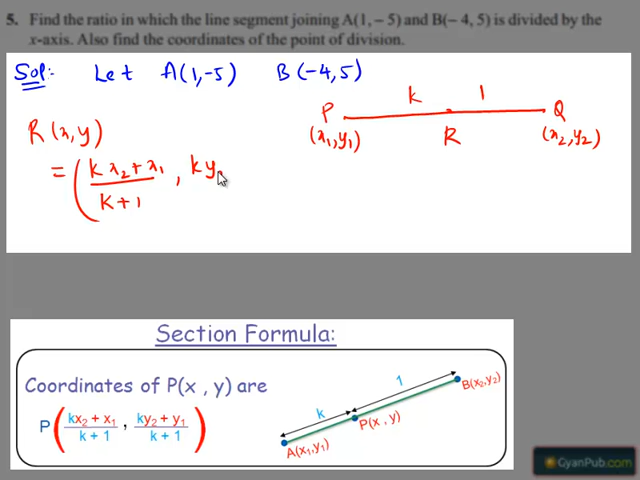 5. Find the ratio in which the line segment joining A(1, – 5) and B(– 4, 5) is divided by the
x-axis. Also find the coordinates of the point of division.
Sol: Let A(1,-5) B(-4,5)
k 1
P Q
(x₁,y₁) R (x₂,y₂)
R(x,y)
= ( kx₂+x₁ / k+1 , ky₂
Section Formula:
Coordinates of P(x , y) are
P( kx₂ + x₁ / k + 1 , ky₂ + y₁ / k + 1 )
k 1
A(x₁,y₁) P(x , y) B(x₂,y₂)
GyanPub.com